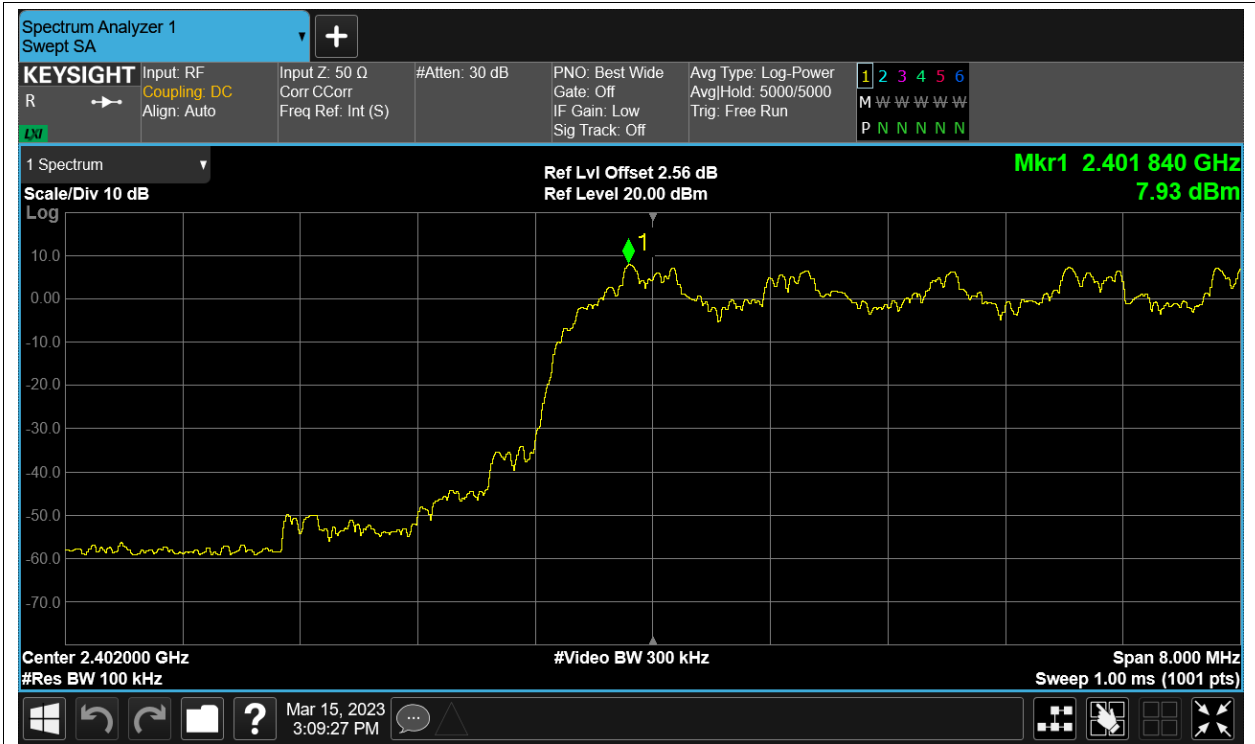 Spectrum Analyzer 1
Swept SA
+
KEYSIGHT
R
LXI
Input: RF
Coupling: DC
Align: Auto
Input Z: 50 Ω
Corr CCorr
Freq Ref: Int (S)
#Atten: 30 dB
PNO: Best Wide
Gate: Off
IF Gain: Low
Sig Track: Off
Avg Type: Log-Power
Avg|Hold: 5000/5000
Trig: Free Run
1 2 3 4 5 6
M W W W W W
P N N N N N
1 Spectrum
Scale/Div 10 dB
Log
Ref Lvl Offset 2.56 dB
Ref Level 20.00 dBm
Mkr1 2.401 840 GHz
7.93 dBm
1
10.0
0.00
-10.0
-20.0
-30.0
-40.0
-50.0
-60.0
-70.0
Center 2.402000 GHz
#Video BW 300 kHz
Span 8.000 MHz
#Res BW 100 kHz
Sweep 1.00 ms (1001 pts)
?
Mar 15, 2023
3:09:27 PM